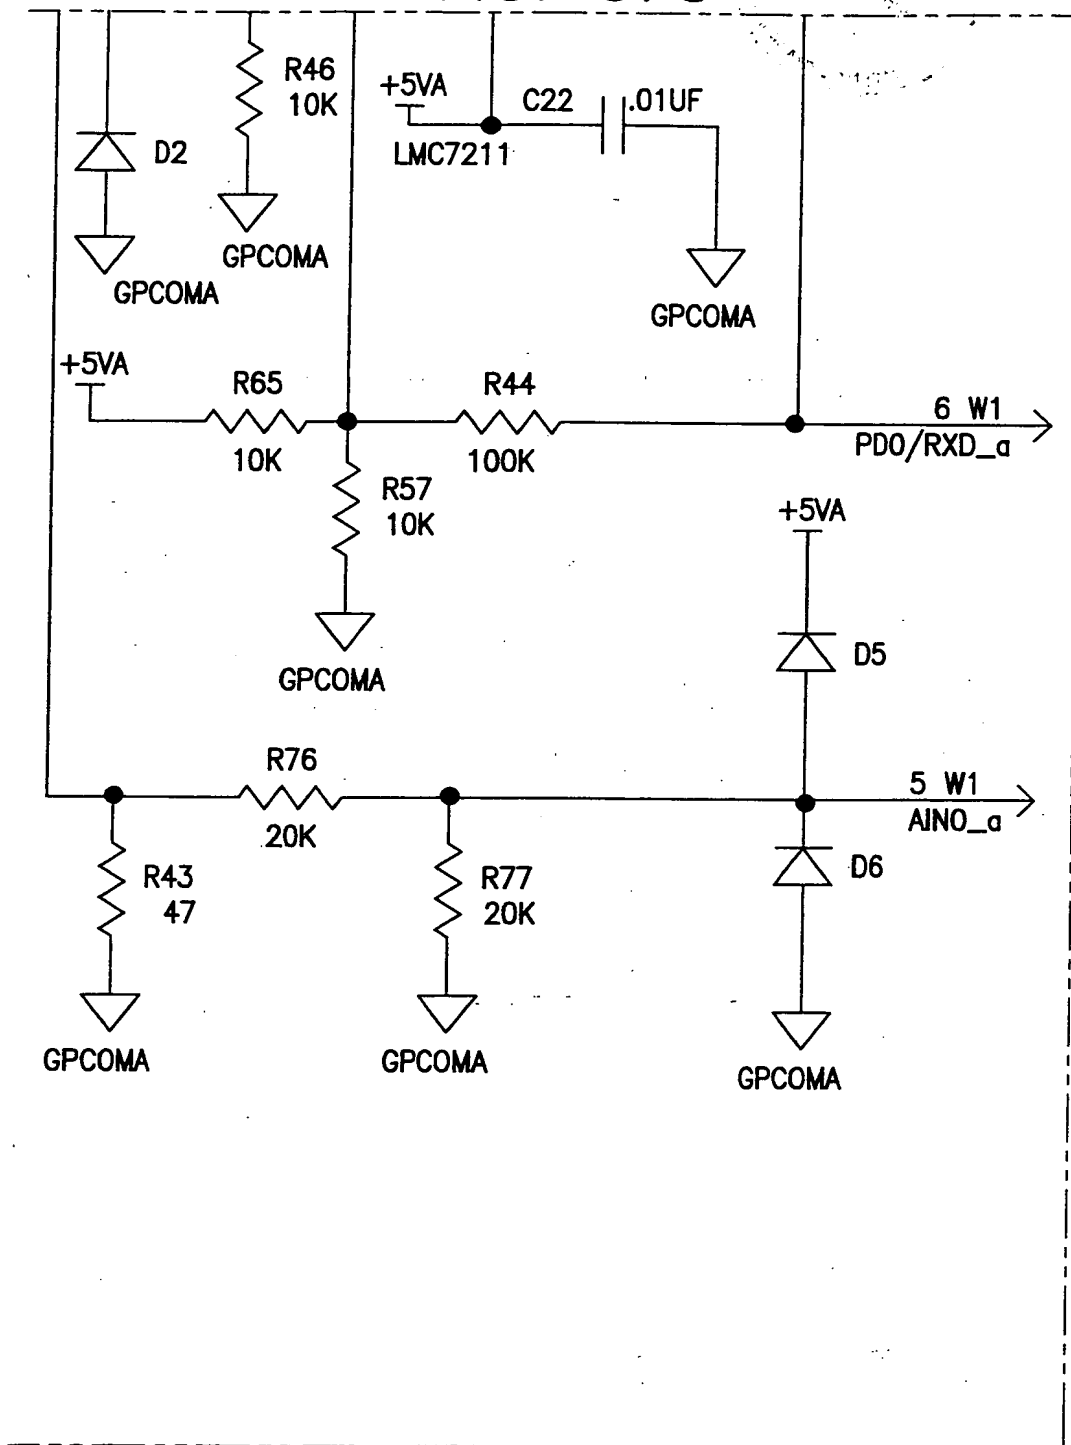 R46
10K
+5VA
C22
.01UF
LMC7211
D2
GPCOMA
GPCOMA
GPCOMA
+5VA
R65
10K
R44
100K
6 W1
PD0/RXD_a
R57
10K
GPCOMA
+5VA
D5
R76
20K
5 W1
AIN0_a
R43
47
R77
20K
D6
GPCOMA
GPCOMA
GPCOMA